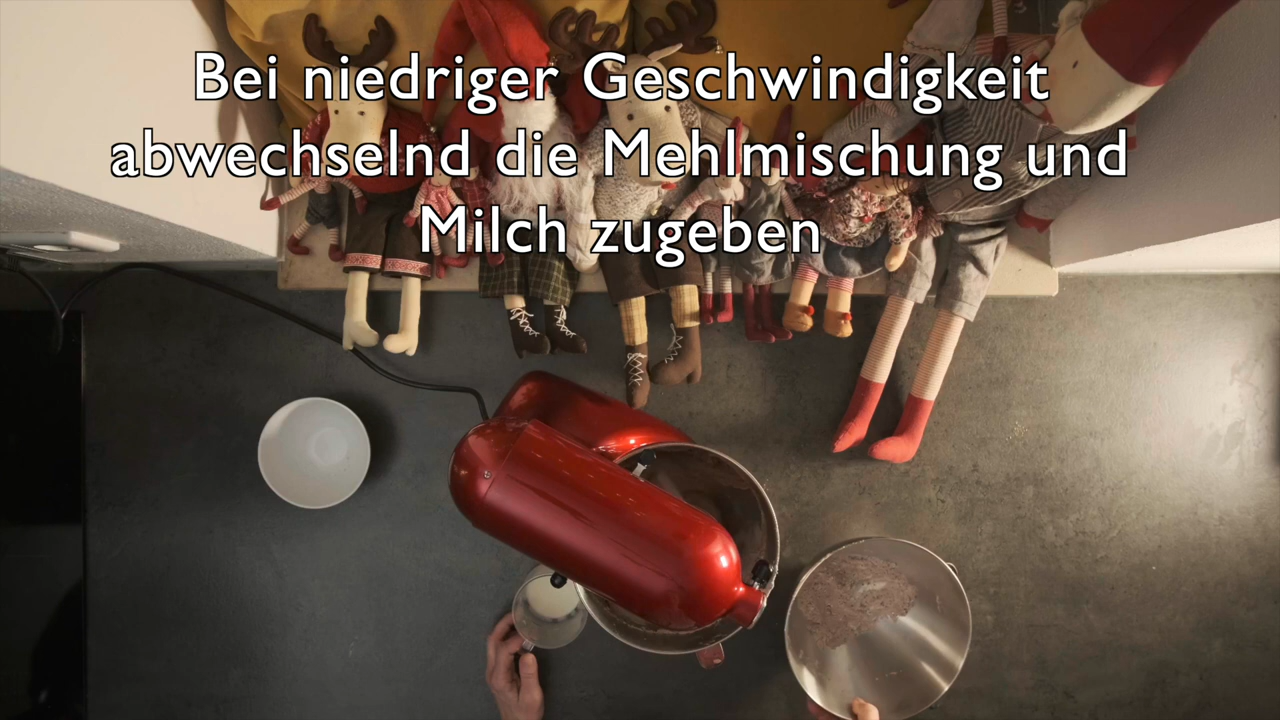 Bei niedriger Geschwindigkeit
abwechselnd die Mehlmischung und
Milch zugeben